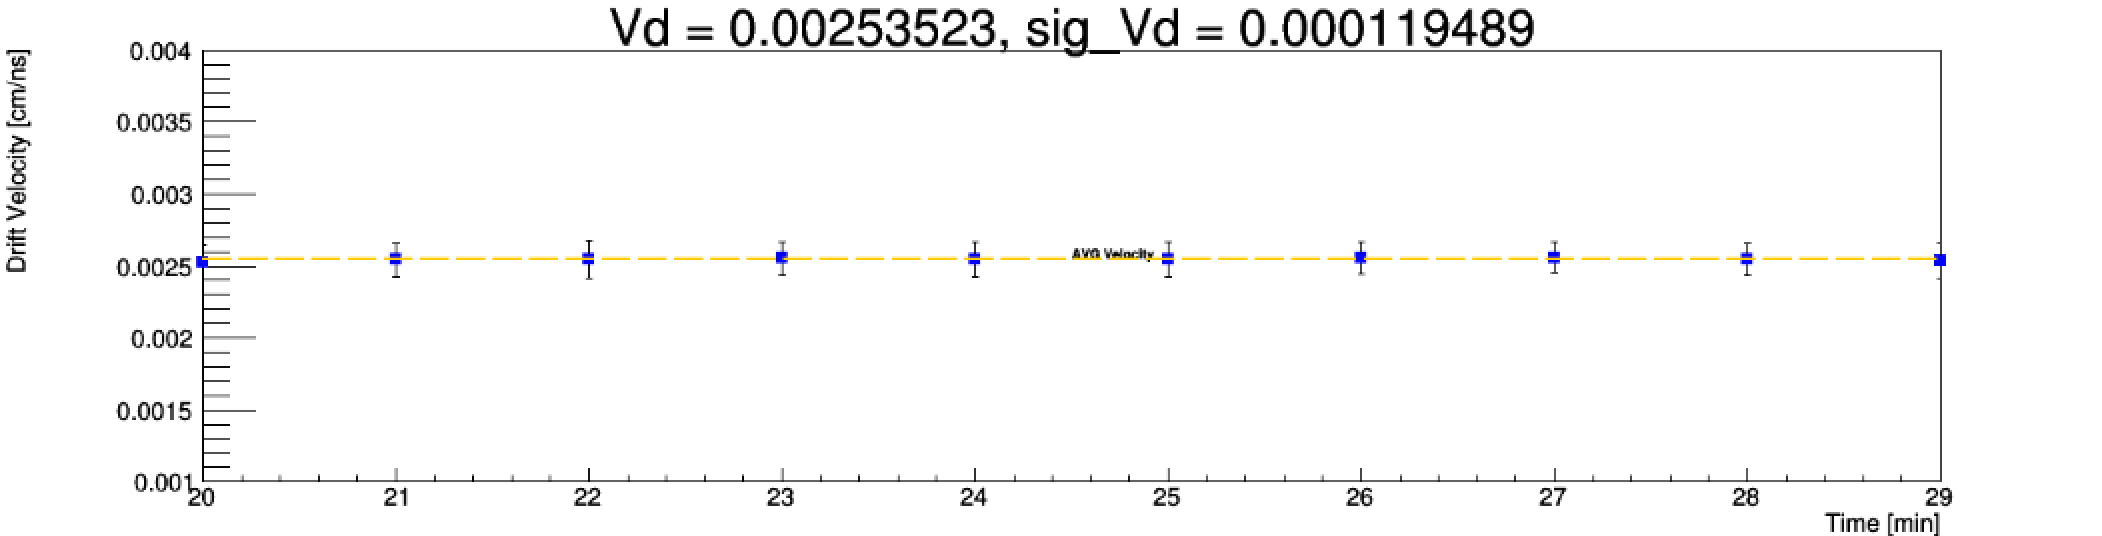 Vd = 0.00253523, sig_Vd = 0.000119489
Drift Velocity [cm/ns]
0.004
0.0035
0.003
0.0025
0.002
0.0015
0.001
AVG Velocity
20 21 22 23 24 25 26 27 28 29
Time [min]